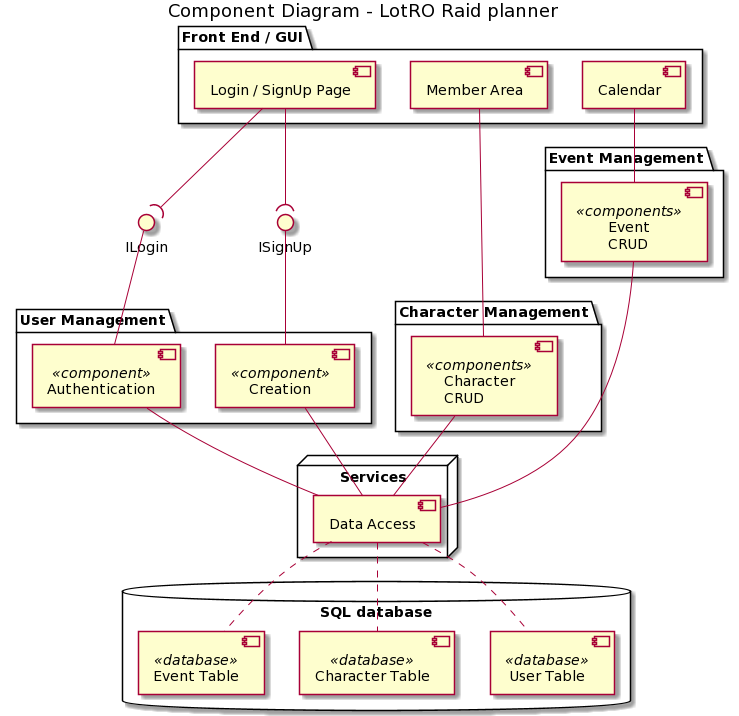 Component Diagram - LotRO Raid planner
Front End / GUI
Login / SignUp Page
Member Area
Calendar
Event Management
«components»
Event
CRUD
ILogin
ISignUp
User Management
«component»
Authentication
«component»
Creation
Character Management
«components»
Character
CRUD
Services
Data Access
SQL database
«database»
Event Table
«database»
Character Table
«database»
User Table